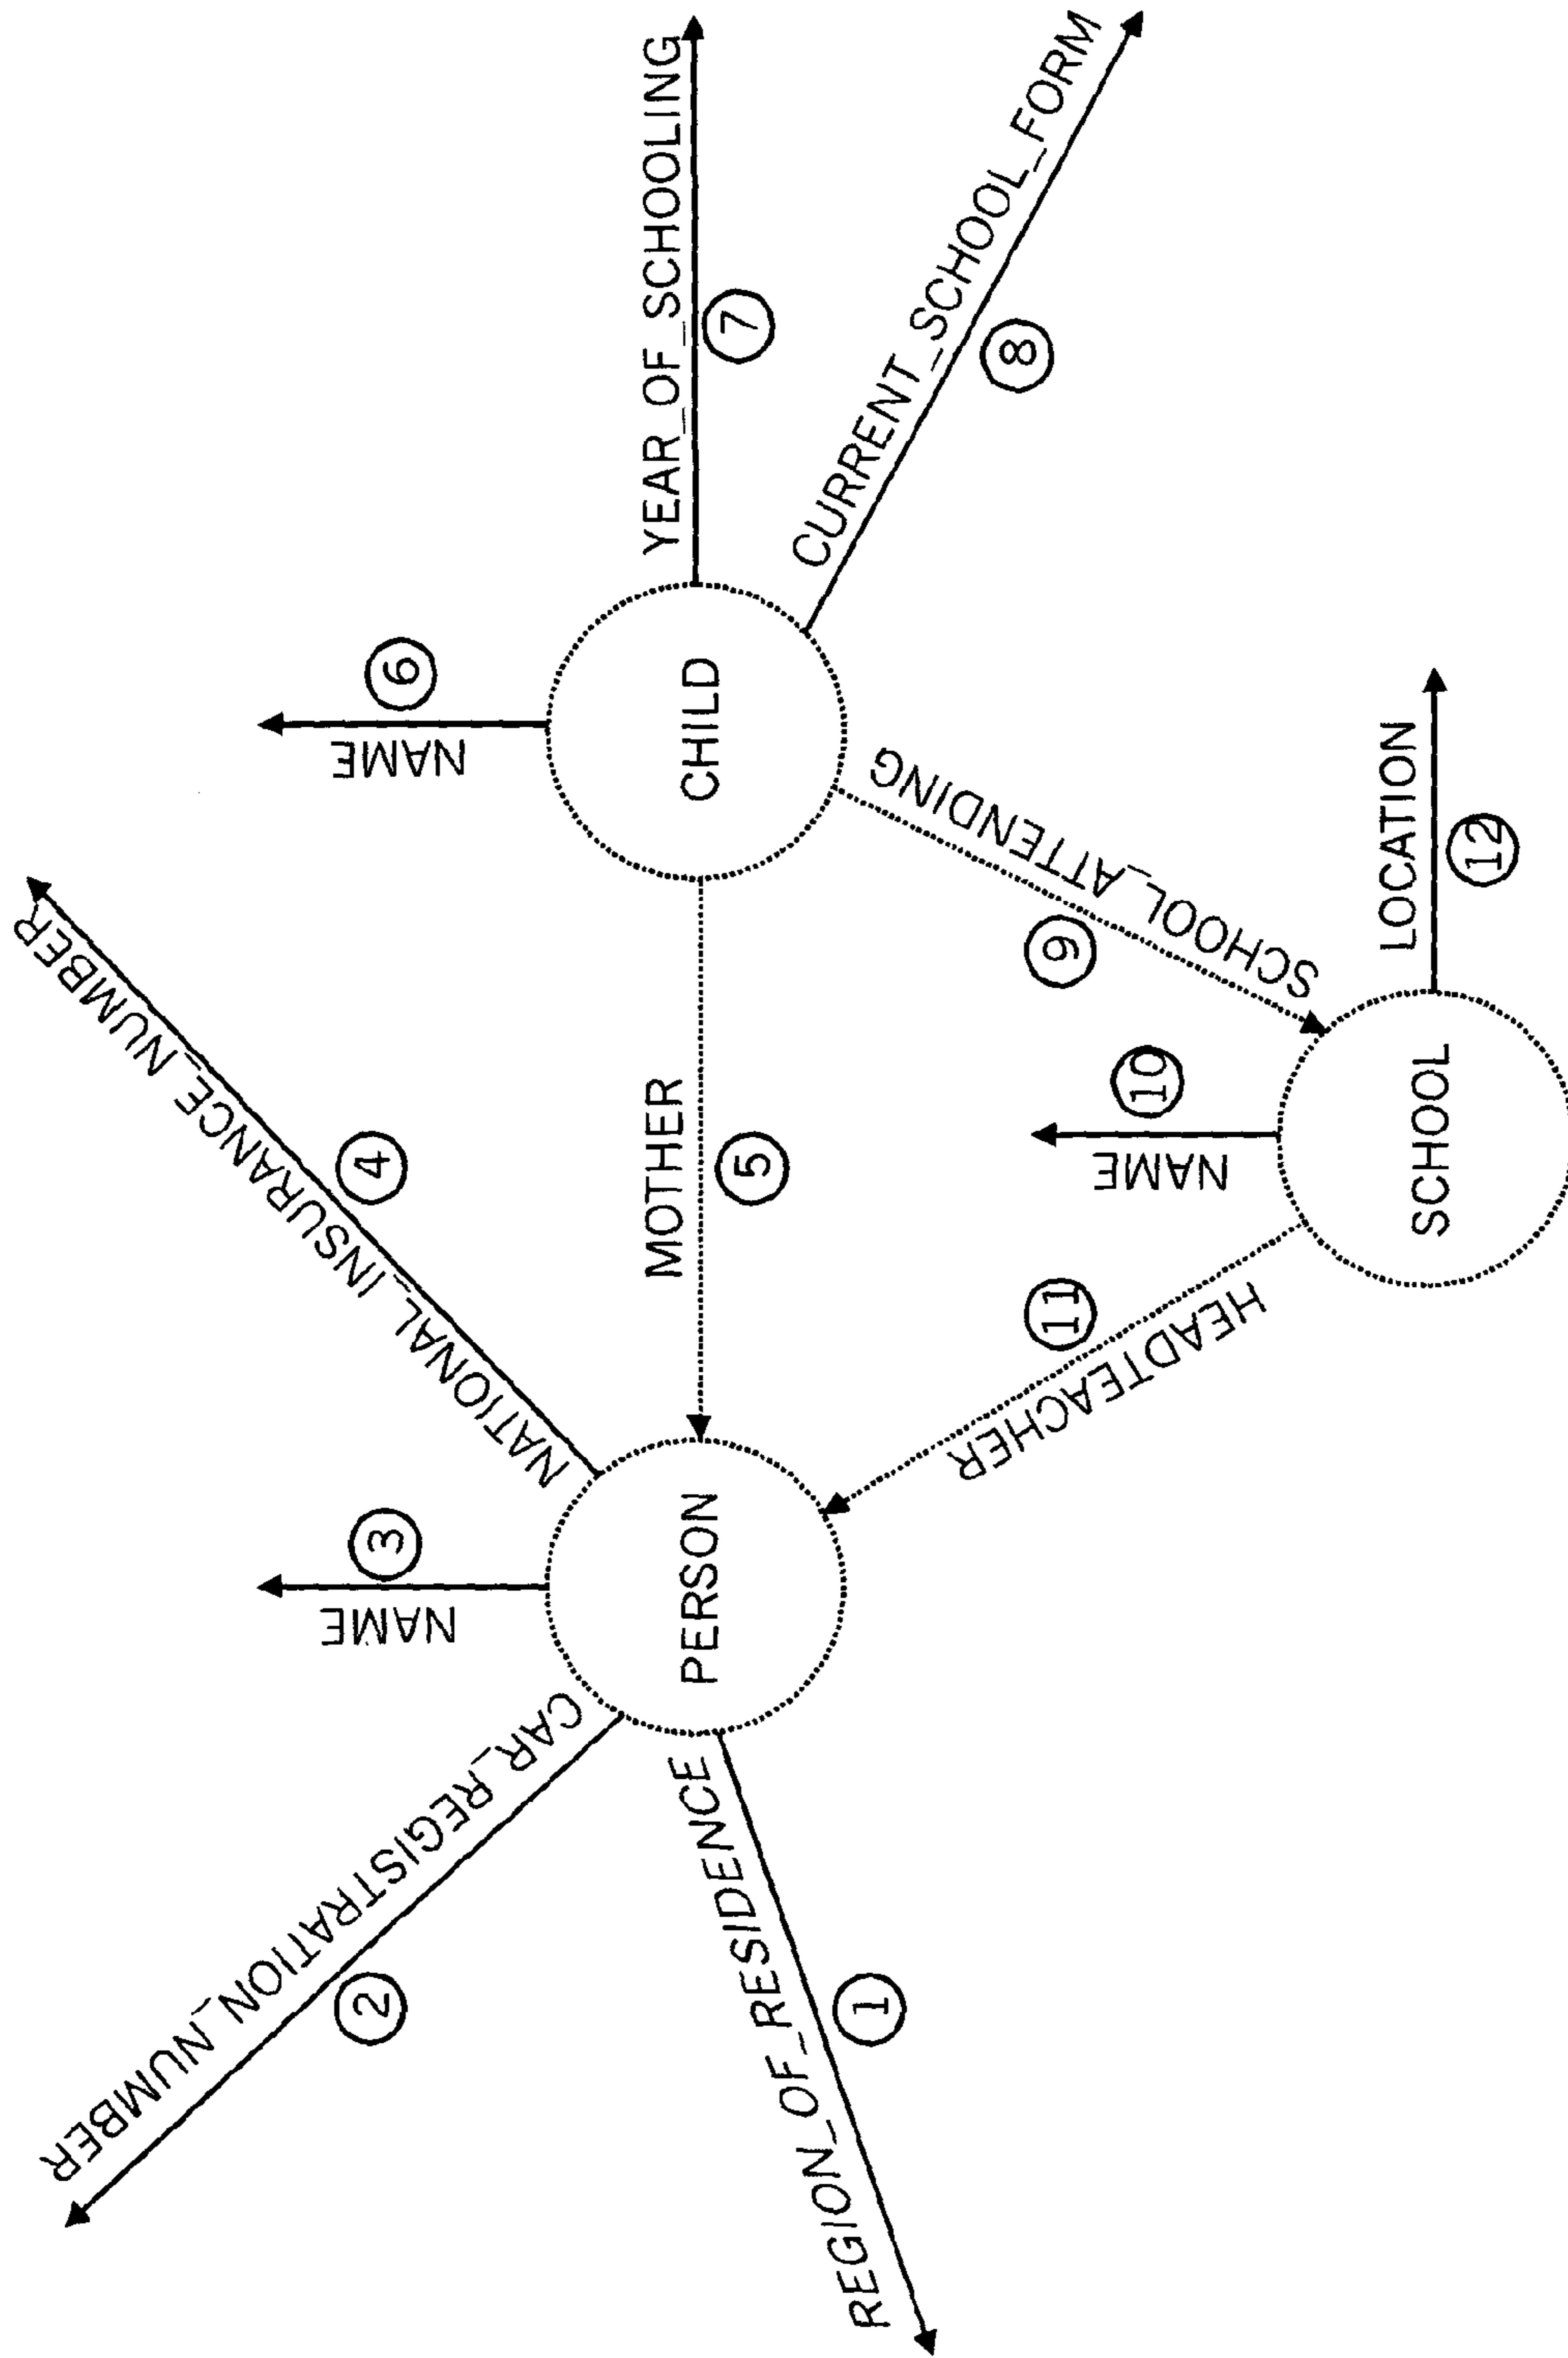 CAR_REGISTRATION_NUMBER
2
NAME
3
NATIONAL_INSURANCE_NUMBER
4
NAME
6
REGION_OF_RESIDENCE
1
PERSON
MOTHER
5
CHILD
YEAR_OF_SCHOOLING
7
CURRENT_SCHOOL_FORM
8
HEADTEACHER
11
NAME
10
SCHOOL_ATTENDING
9
SCHOOL
LOCATION
12